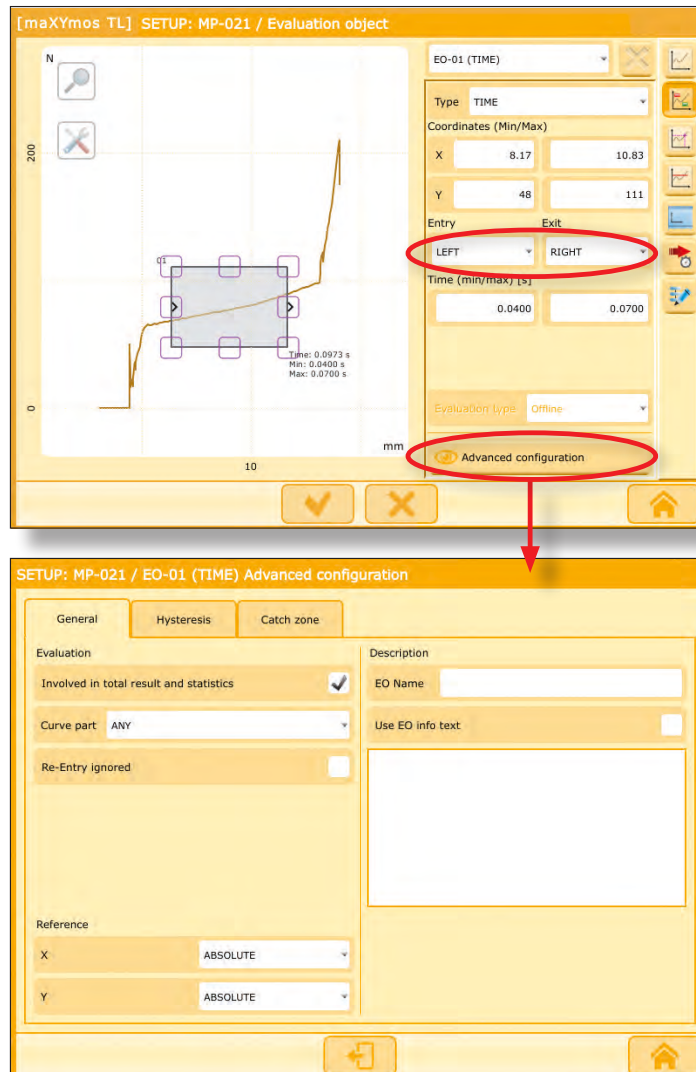 [maXYmos TL] SETUP: MP-021 / Evaluation object
N
200
0
10
mm
01
Time: 0.0973 s
Min: 0.0400 s
Max: 0.0700 s
EO-01 (TIME)
Type TIME
Coordinates (Min/Max)
X 8.17 10.83
Y 48 111
Entry Exit
LEFT RIGHT
Time (min/max) [s]
0.0400 0.0700
Evaluation type Offline
Advanced configuration
SETUP: MP-021 / EO-01 (TIME) Advanced configuration
General Hysteresis Catch zone
Evaluation
Involved in total result and statistics
Curve part ANY
Re-Entry ignored
Reference
X ABSOLUTE
Y ABSOLUTE
Description
EO Name
Use EO info text